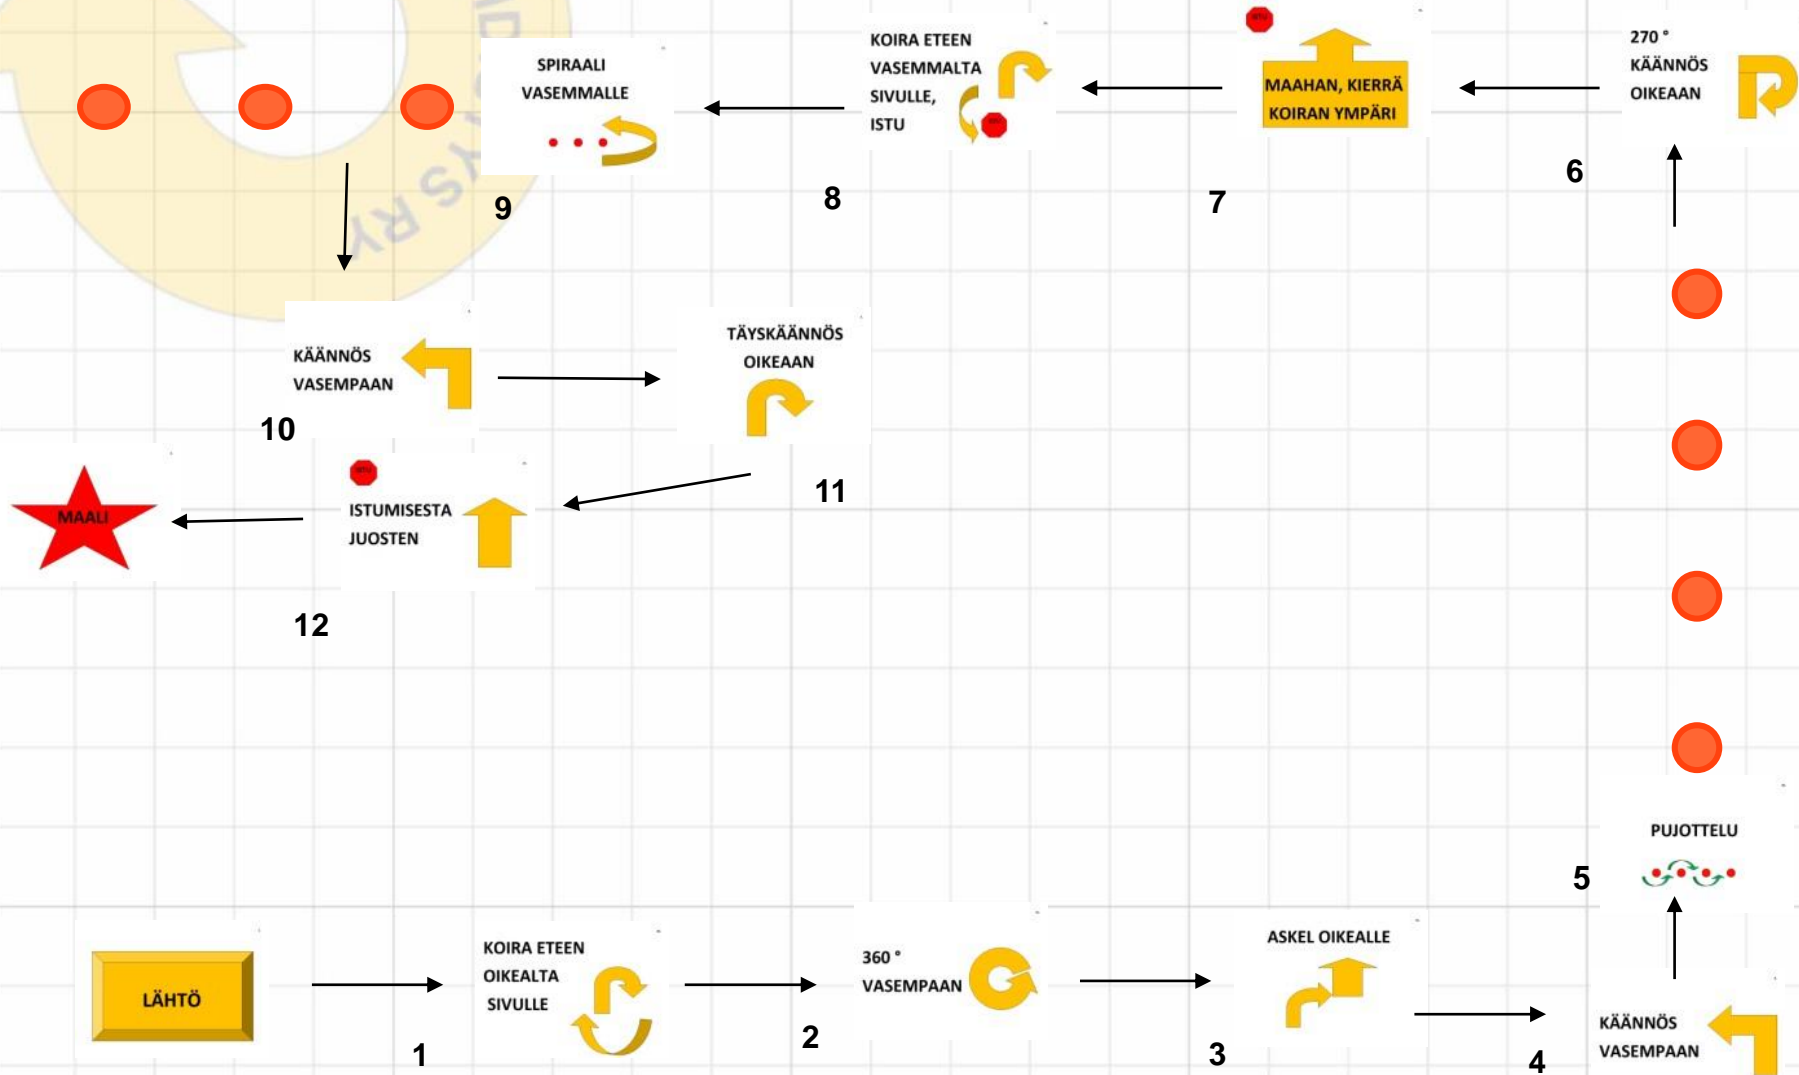 SPIRAALI
VASEMMALLE
9
KOIRA ETEEN
VASEMMALTA
SIVULLE,
ISTU
8
MAAHAN, KIERRÄ
KOIRAN YMPÄRI
7
270 °
KÄÄNNÖS
OIKEAAN
6
YS RY
KÄÄNNÖS
VASEMPAAN
10
TÄYSKÄÄNNÖS
OIKEAAN
11
MAALI
ISTUMISESTA
JUOSTEN
12
PUJOTTELU
5
LÄHTÖ
KOIRA ETEEN
OIKEALTA
SIVULLE
1
360 °
VASEMPAAN
2
ASKEL OIKEALLE
3
KÄÄNNÖS
VASEMPAAN
4